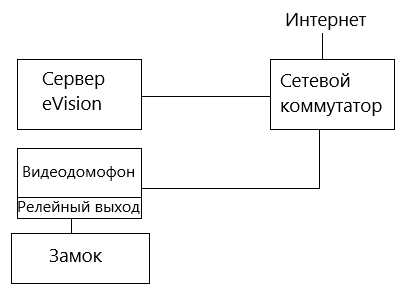 Интернет
Сервер
eVision
Сетевой
коммутатор
Видеодомофон
Релейный выход
Замок